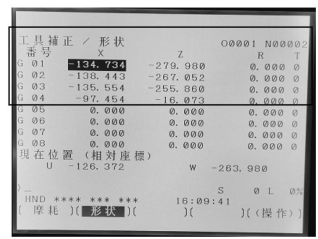 工具補正 / 形状 O0001 N00002
番号 X Z R T
G 01 -134.734 -279.980 0.000 0
G 02 -138.443 -267.052 0.000 0
G 03 -135.554 -255.860 0.000 0
G 04 -97.454 -16.073 0.000 0
G 05 0.000 0.000 0.000 0
G 06 0.000 0.000 0.000 0
G 07 0.000 0.000 0.000 0
G 08 0.000 0.000 0.000 0
現在位置 (相対座標)
U -126.372 W -263.980
)_
S 0 L 0%
HND **** *** *** 16:09:41
[ 摩耗 )( 形状 )( )( )((操作))